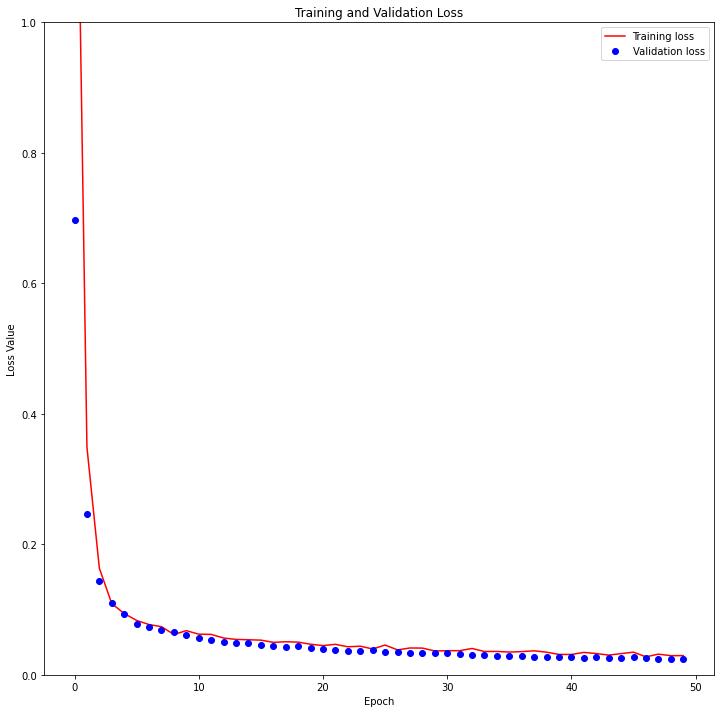 Training and Validation Loss
1.0
Training loss
Validation loss
0.8
0.6
Loss Value
0.4
0.2
0.0
0 10 20 30 40 50
Epoch